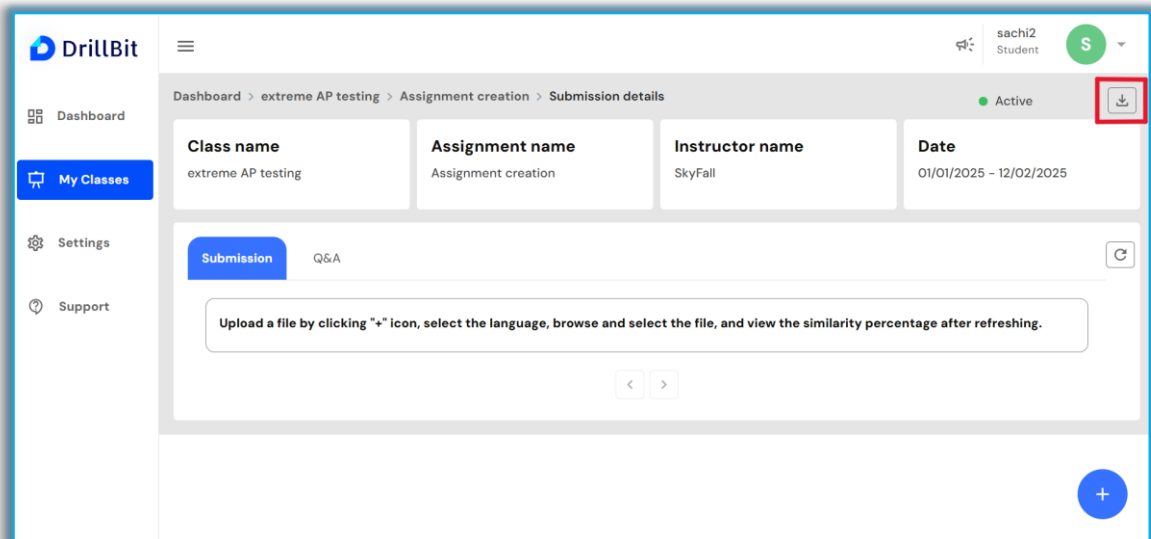 DrillBit
sachi2
Student
S
Dashboard > extreme AP testing > Assignment creation > Submission details
Active
Dashboard
My Classes
Settings
Support
Class name
extreme AP testing
Assignment name
Assignment creation
Instructor name
SkyFall
Date
01/01/2025 - 12/02/2025
Submission
Q&A
Upload a file by clicking "+" icon, select the language, browse and select the file, and view the similarity percentage after refreshing.
< >
+